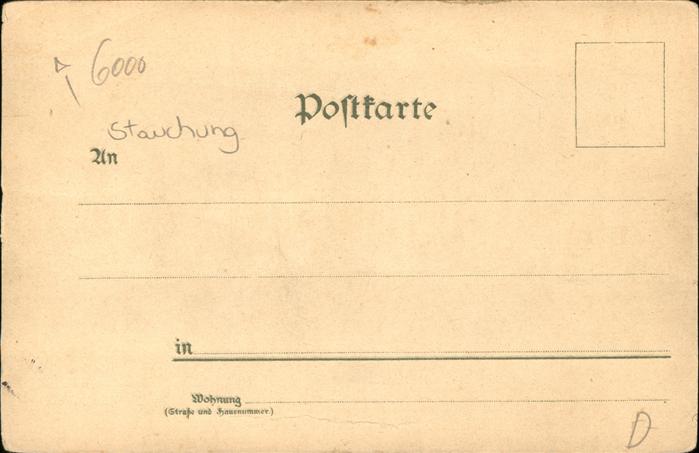 6000
Postkarte
Stauchung
An
in
Wohnung
(Straße und Hausnummer.)
D